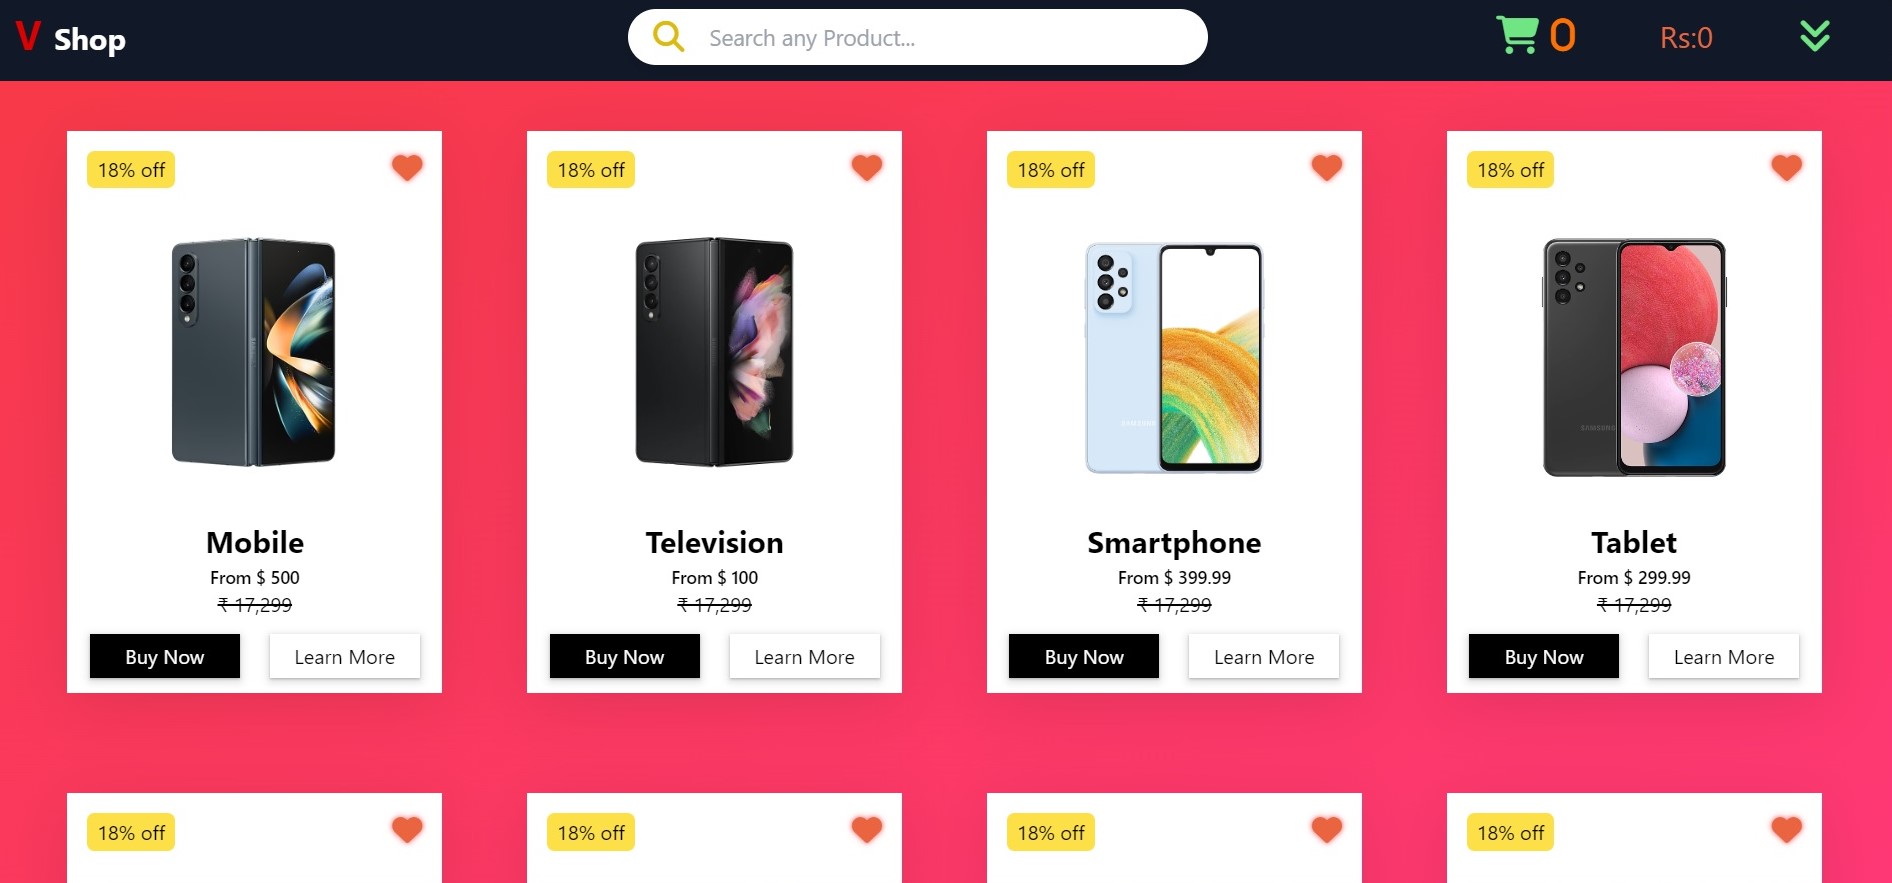 V Shop
Search any Product...
0
Rs:0
18% off
18% off
18% off
18% off
SAMSUNG
SAMSUNG
Mobile
Television
Smartphone
Tablet
From $ 500
From $ 100
From $ 399.99
From $ 299.99
₹ 17,299
₹ 17,299
₹ 17,299
₹ 17,299
Buy Now
Learn More
Buy Now
Learn More
Buy Now
Learn More
Buy Now
Learn More
18% off
18% off
18% off
18% off